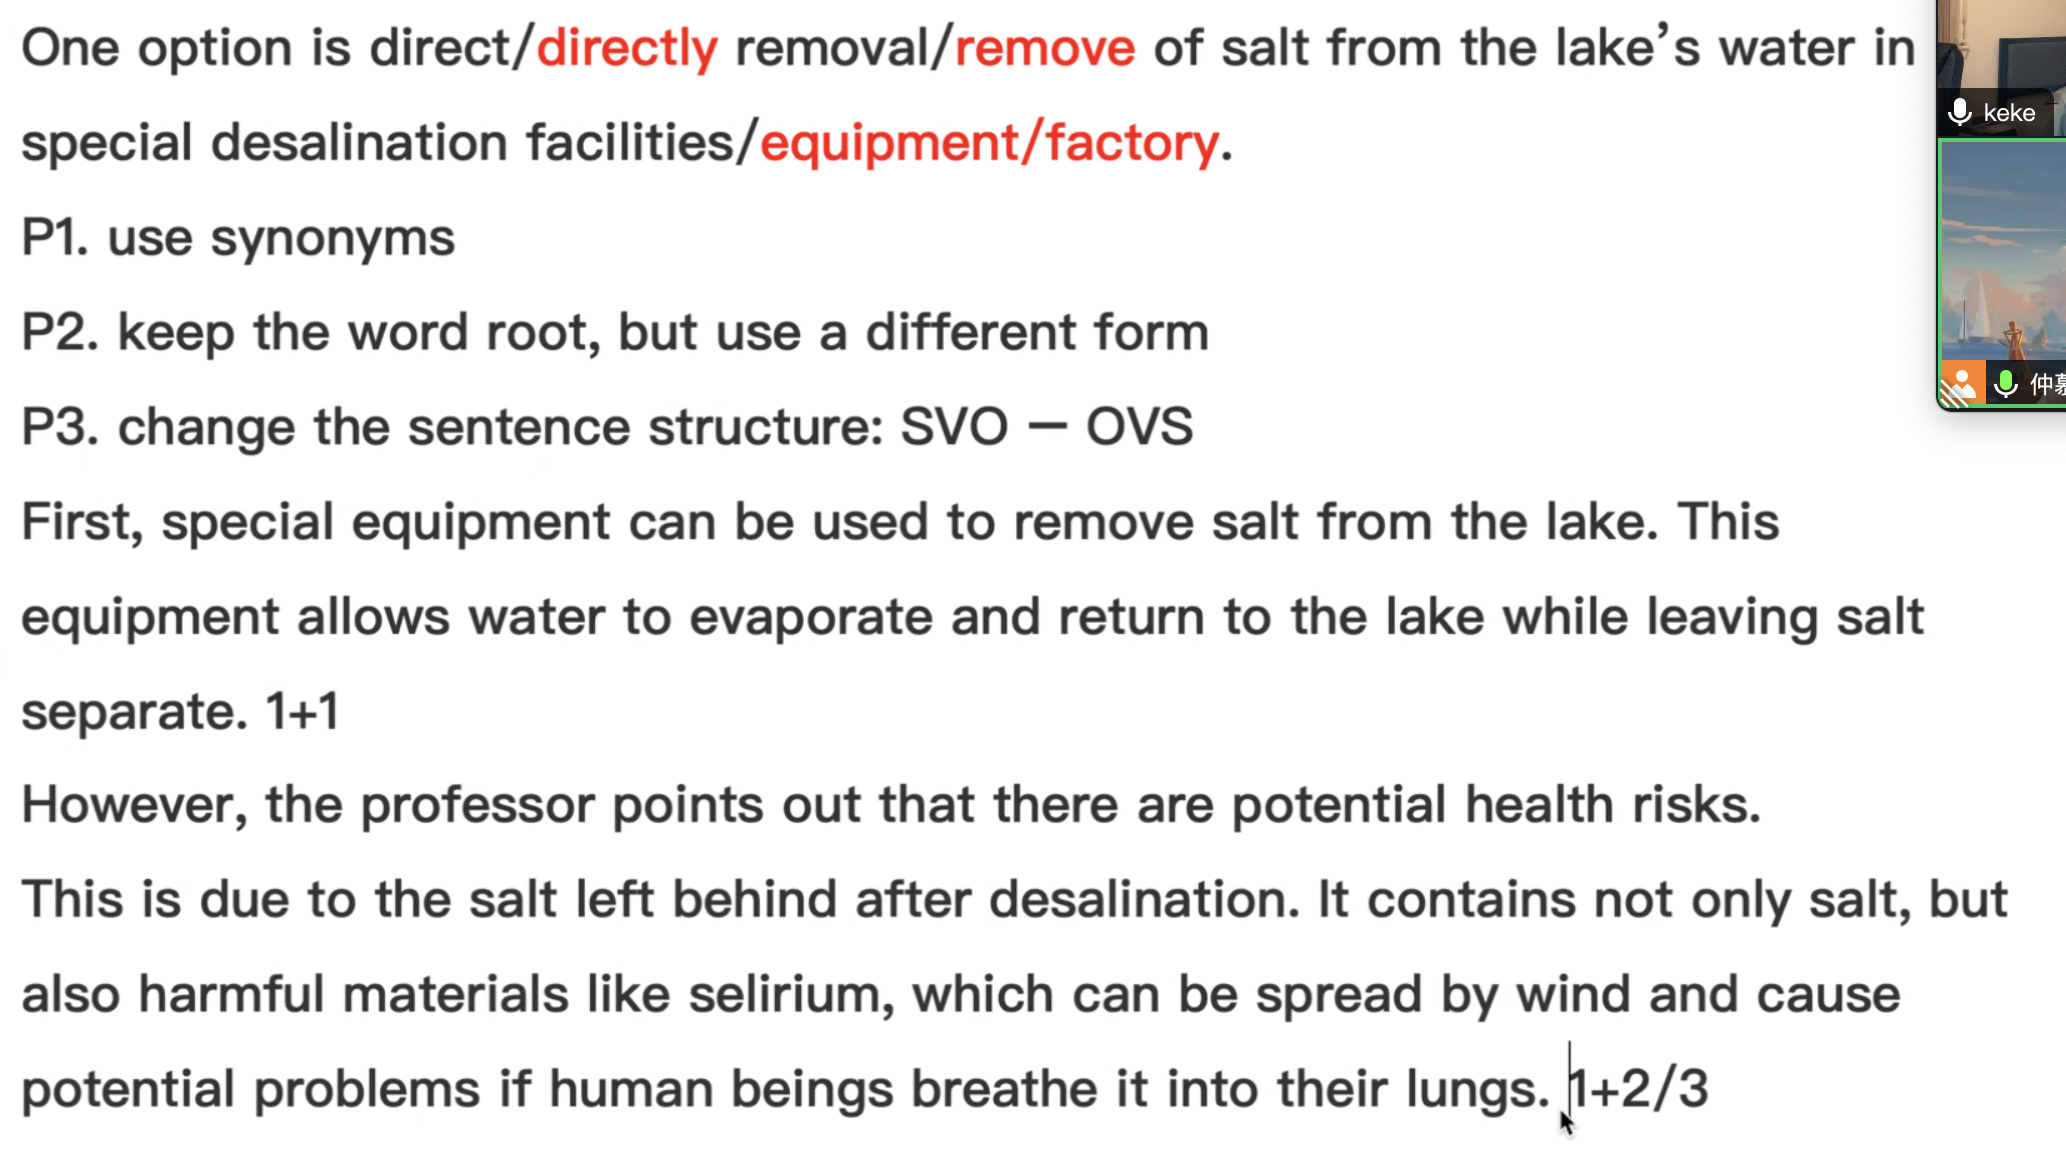 One option is direct/directly removal/remove of salt from the lake’s water in
special desalination facilities/equipment/factory.
P1. use synonyms
P2. keep the word root, but use a different form
P3. change the sentence structure: SVO — OVS
First, special equipment can be used to remove salt from the lake. This
equipment allows water to evaporate and return to the lake while leaving salt
separate. 1+1
However, the professor points out that there are potential health risks.
This is due to the salt left behind after desalination. It contains not only salt, but
also harmful materials like selirium, which can be spread by wind and cause
potential problems if human beings breathe it into their lungs. 1+2/3
keke
仲